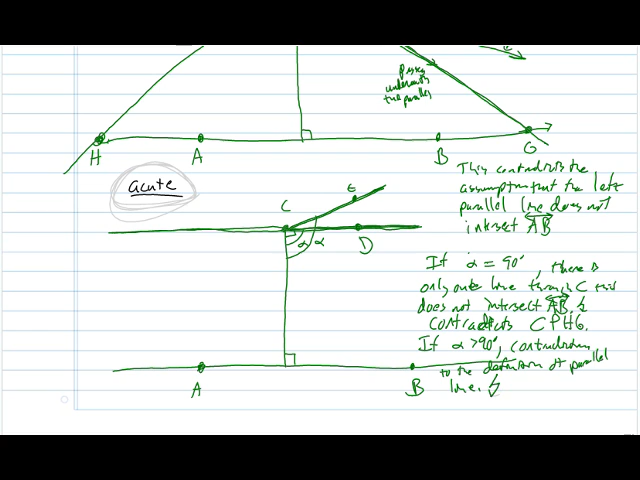 passes
underneath
the parallel
H
A
B
G
This contradicts the
assumption that the left
parallel line does not
intersect AB
acute
C
E
α
α
D
If α = 90°, there is
only one line through C that
does not intersect AB.
Contradicts CPH6.
If α > 90°, contradiction
to the definition of parallel
line.
A
B